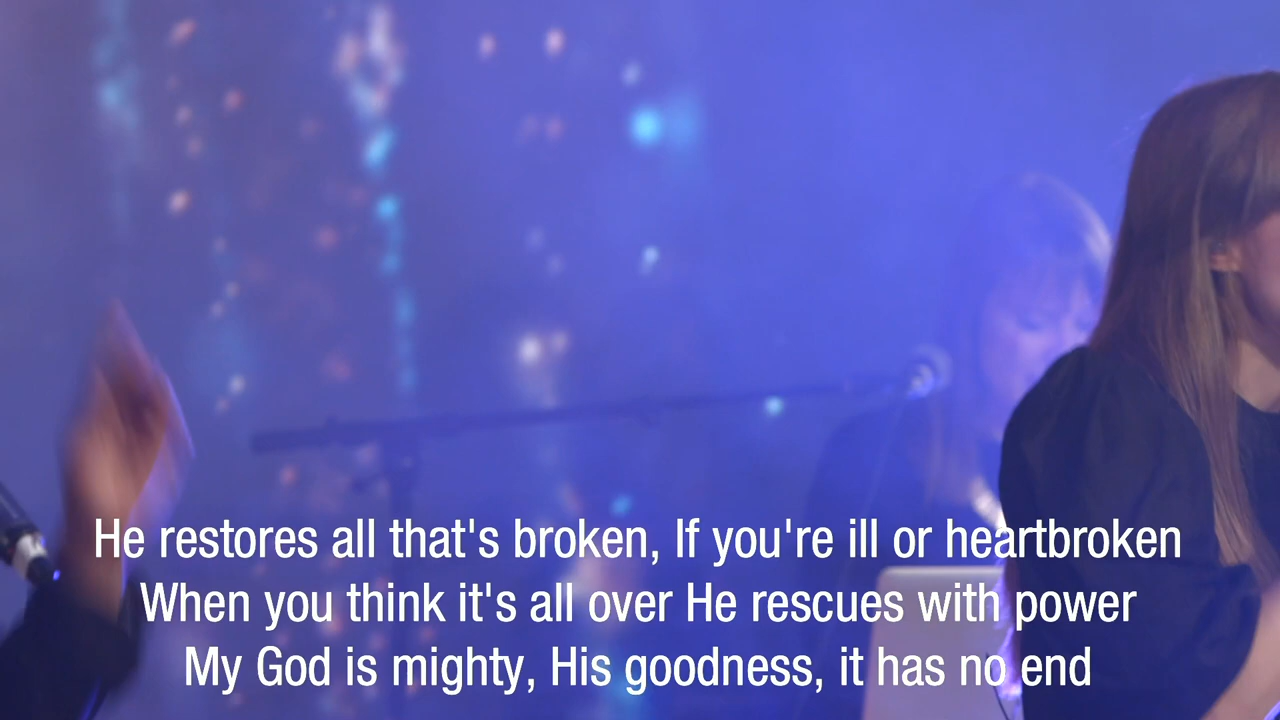 He restores all that's broken, If you're ill or heartbroken
When you think it's all over He rescues with power
My God is mighty, His goodness, it has no end